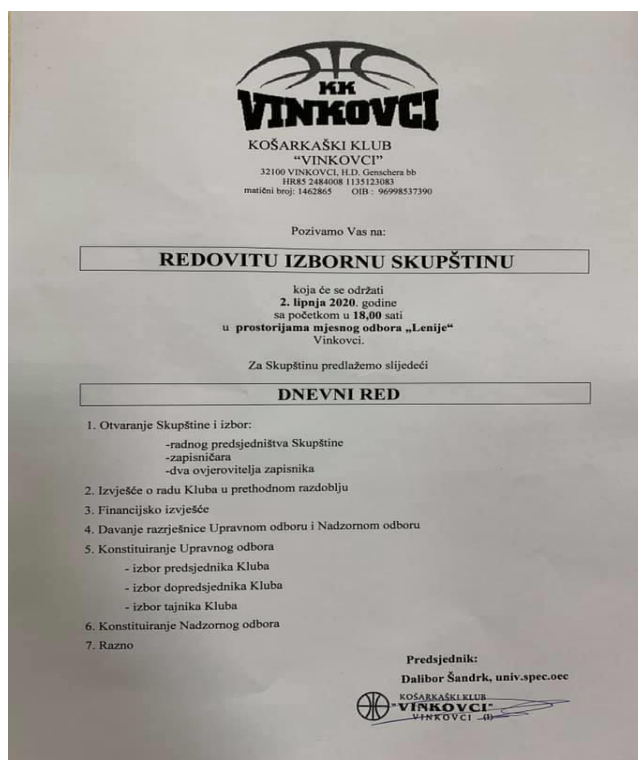 KK
VINKOVCI
KOŠARKAŠKI KLUB
“VINKOVCI”
32100 VINKOVCI, H.D. Genschera bb
HR85 2484008 1135123083
matični broj: 1462865 OIB : 96998537390
Pozivamo Vas na:
REDOVITU IZBORNU SKUPŠTINU
koja će se održati
2. lipnja 2020. godine
sa početkom u 18,00 sati
u prostorijama mjesnog odbora „Lenije“
Vinkovci.
Za Skupštinu predlažemo slijedeći
DNEVNI RED
1. Otvaranje Skupštine i izbor:
-radnog predsjedništva Skupštine
-zapisničara
-dva ovjerovitelja zapisnika
2. Izvješće o radu Kluba u prethodnom razdoblju
3. Financijsko izvješće
4. Davanje razrješnice Upravnom odboru i Nadzornom odboru
5. Konstituiranje Upravnog odbora
- izbor predsjednika Kluba
- izbor dopredsjednika Kluba
- izbor tajnika Kluba
6. Konstituiranje Nadzornog odbora
7. Razno
Predsjednik:
Dalibor Šandrk, univ.spec.oec
KOŠARKAŠKI KLUB
"VINKOVCI"
VINKOVCI (1)